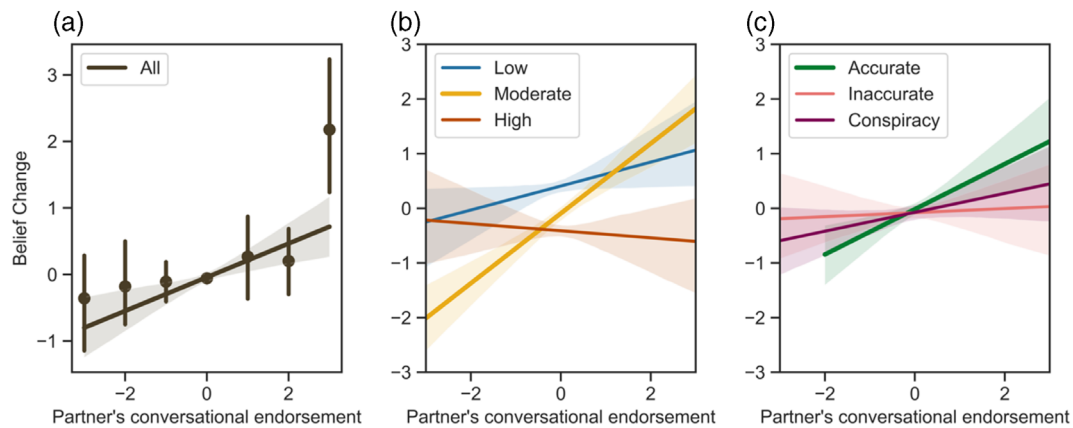 (a)
All
3
2
1
0
−1
−2 0 2
Belief Change
Partner's conversational endorsement
(b)
Low
Moderate
High
3
2
1
0
−1
−2
−3
−2 0 2
Partner's conversational endorsement
(c)
Accurate
Inaccurate
Conspiracy
3
2
1
0
−1
−2
−3
−2 0 2
Partner's conversational endorsement